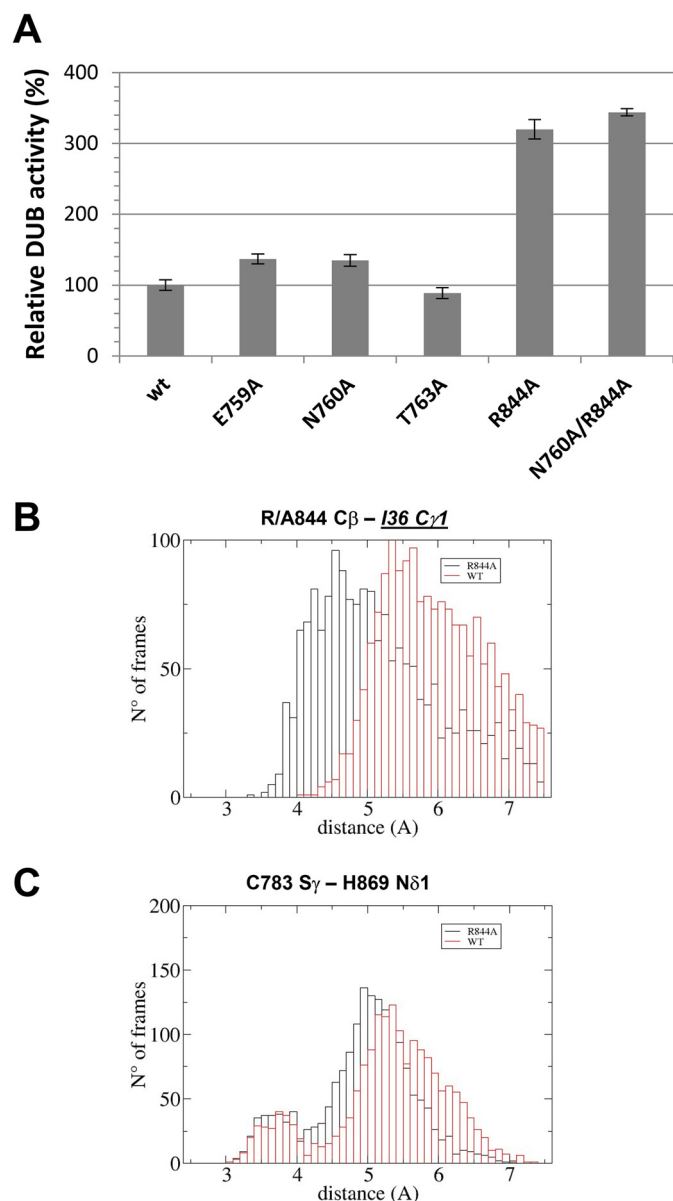 A
Relative DUB activity (%)
400
300
200
100
0
wt
E759A
N760A
T763A
R844A
N760A/R844A
B
R/A844 Cβ – I36 Cγ1
N° of frames
100
50
0
R844A
WT
3 4 5 6 7
distance (A)
C
C783 Sγ – H869 Nδ1
N° of frames
200
150
100
50
0
R844A
WT
3 4 5 6 7
distance (A)